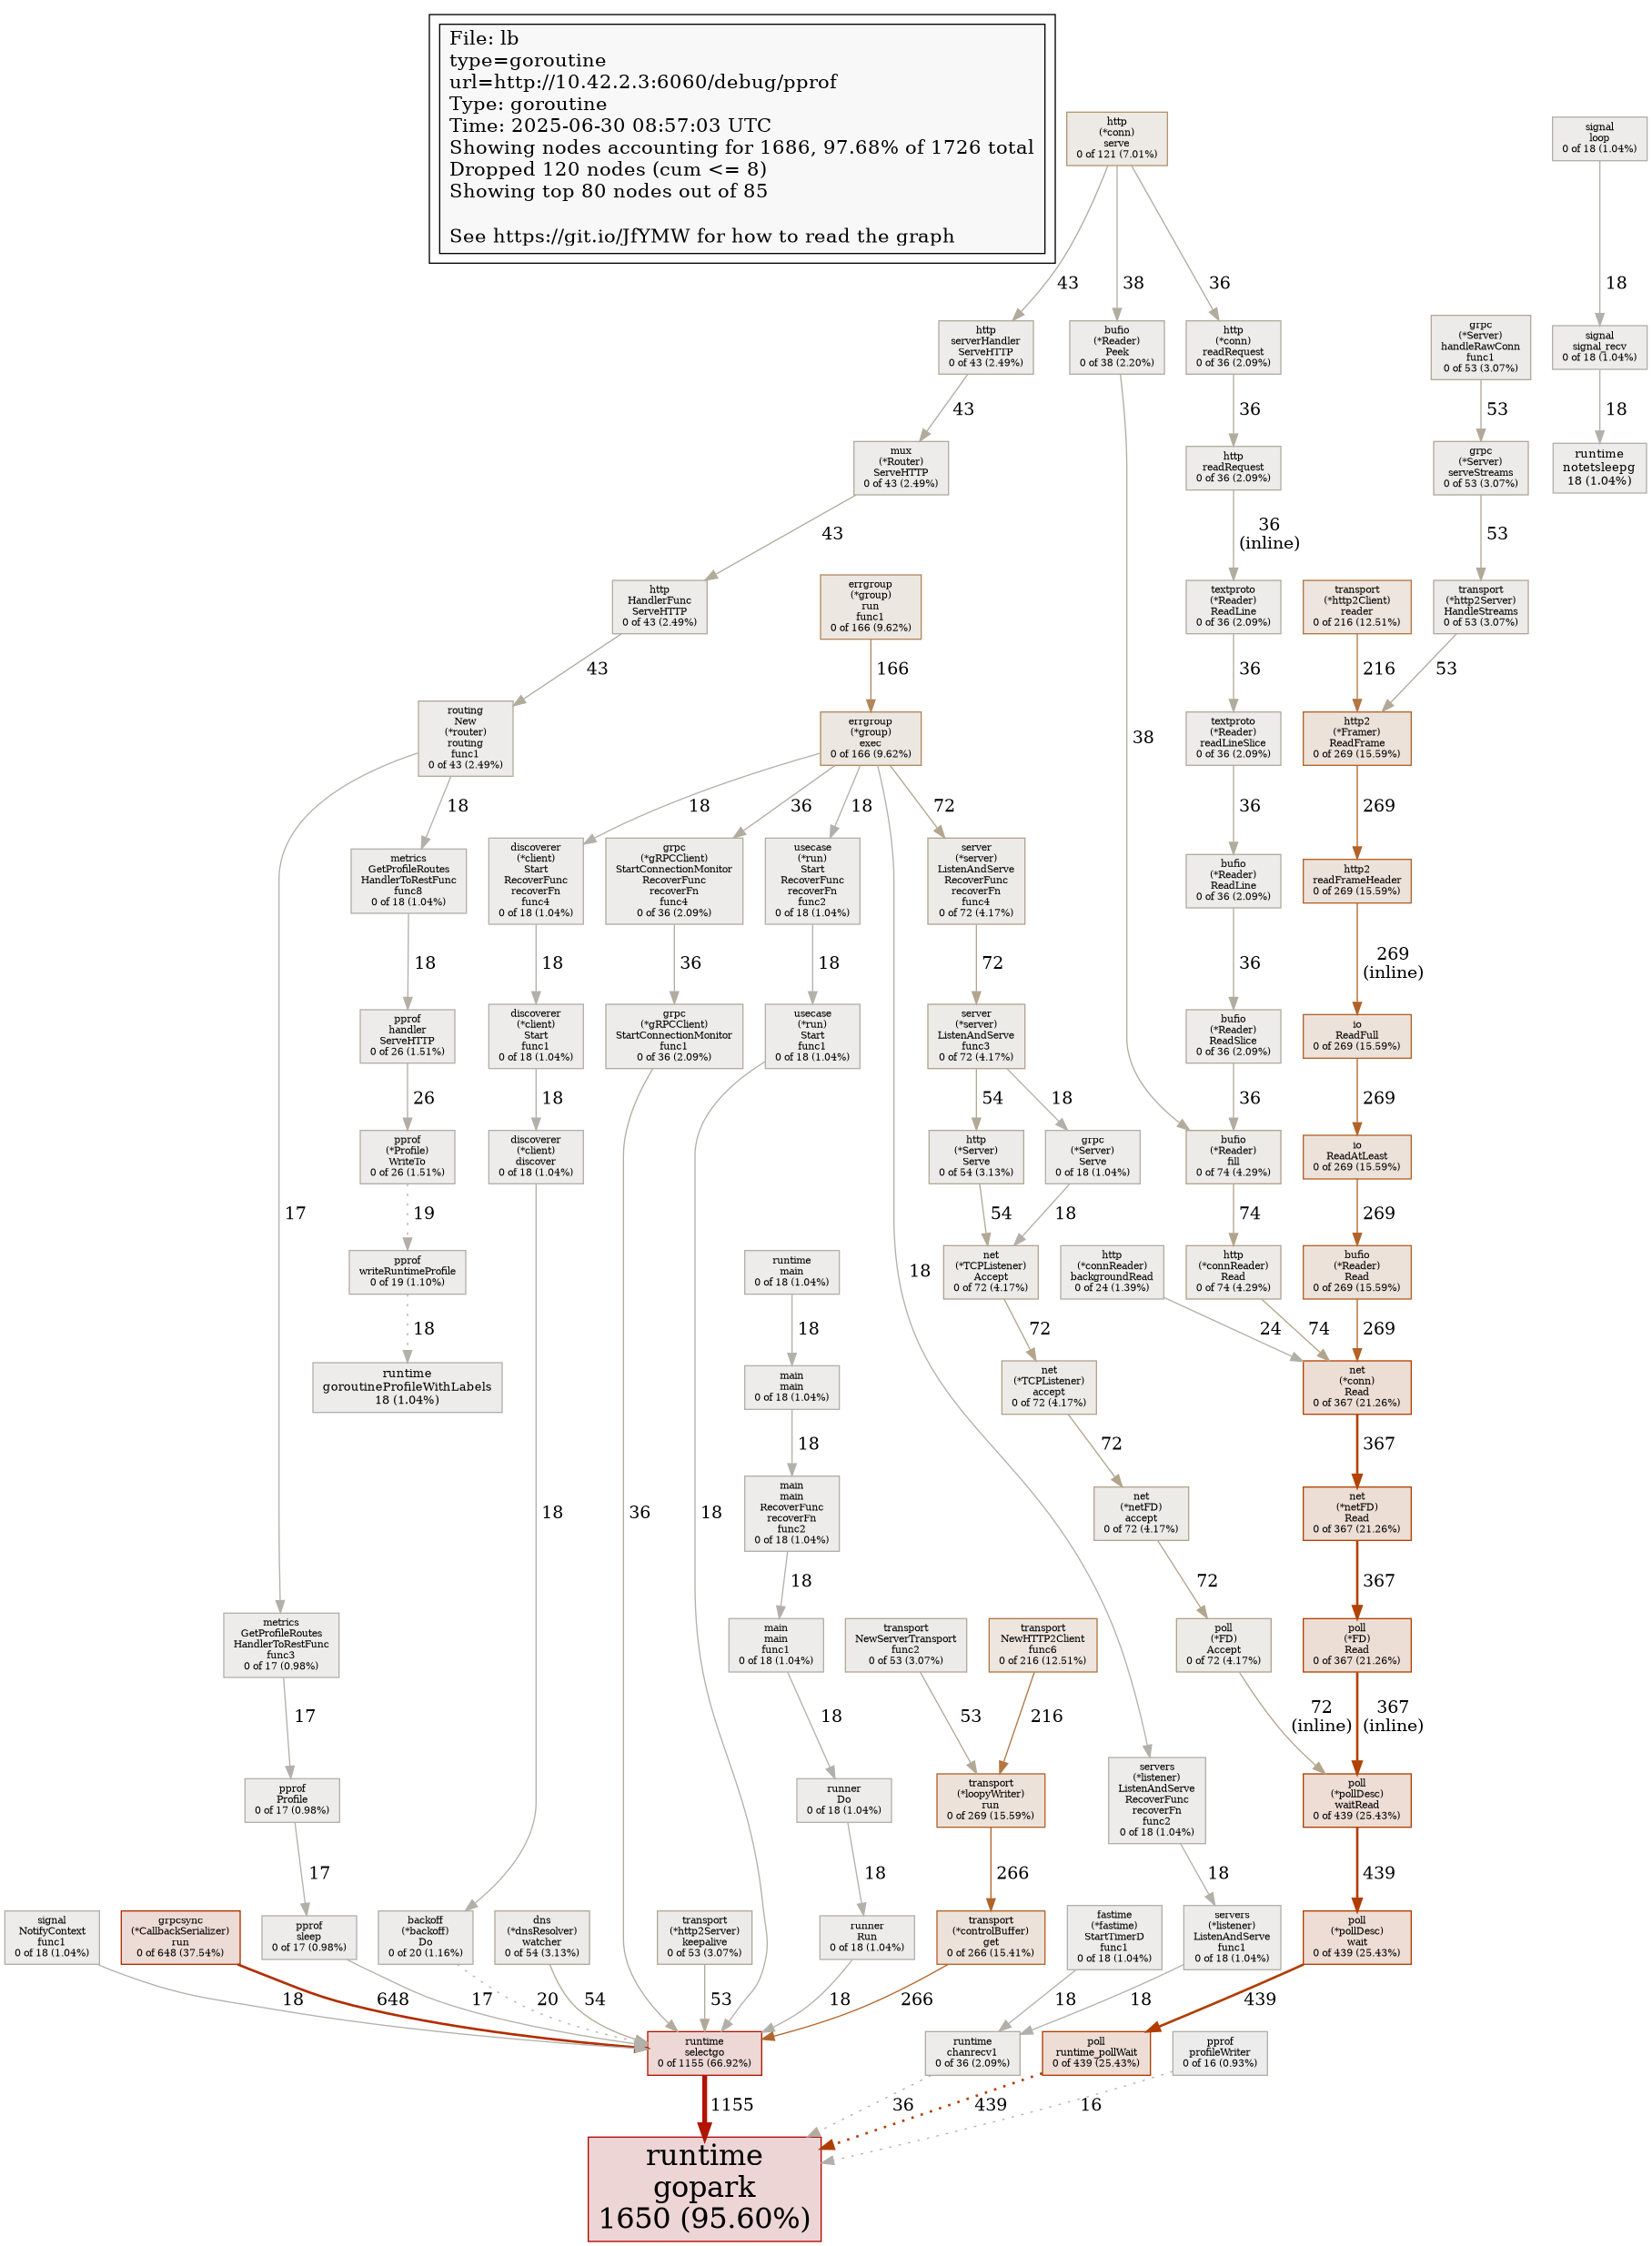 File: lb
type=goroutine
url=http://10.42.2.3:6060/debug/pprof
Type: goroutine
Time: 2025-06-30 08:57:03 UTC
Showing nodes accounting for 1686, 97.68% of 1726 total
Dropped 120 nodes (cum <= 8)
Showing top 80 nodes out of 85
See https://git.io/JfYMW for how to read the graph
http
(*conn)
serve
0 of 121 (7.01%)
signal
loop
0 of 18 (1.04%)
43
38
36
18
http
serverHandler
ServeHTTP
0 of 43 (2.49%)
bufio
(*Reader)
Peek
0 of 38 (2.20%)
http
(*conn)
readRequest
0 of 36 (2.09%)
grpc
(*Server)
handleRawConn
func1
0 of 53 (3.07%)
signal
signal_recv
0 of 18 (1.04%)
43
36
53
18
mux
(*Router)
ServeHTTP
0 of 43 (2.49%)
http
readRequest
0 of 36 (2.09%)
grpc
(*Server)
serveStreams
0 of 53 (3.07%)
runtime
notetsleepg
18 (1.04%)
43
36
(inline)
53
http
HandlerFunc
ServeHTTP
0 of 43 (2.49%)
errgroup
(*group)
run
func1
0 of 166 (9.62%)
textproto
(*Reader)
ReadLine
0 of 36 (2.09%)
transport
(*http2Client)
reader
0 of 216 (12.51%)
transport
(*http2Server)
HandleStreams
0 of 53 (3.07%)
43
166
36
216
53
routing
New
(*router)
routing
func1
0 of 43 (2.49%)
errgroup
(*group)
exec
0 of 166 (9.62%)
38
textproto
(*Reader)
readLineSlice
0 of 36 (2.09%)
http2
(*Framer)
ReadFrame
0 of 269 (15.59%)
18
18
36
18
72
36
269
metrics
GetProfileRoutes
HandlerToRestFunc
func8
0 of 18 (1.04%)
discoverer
(*client)
Start
RecoverFunc
recoverFn
func4
0 of 18 (1.04%)
grpc
(*gRPCClient)
StartConnectionMonitor
RecoverFunc
recoverFn
func4
0 of 36 (2.09%)
usecase
(*run)
Start
RecoverFunc
recoverFn
func2
0 of 18 (1.04%)
server
(*server)
ListenAndServe
RecoverFunc
recoverFn
func4
0 of 72 (4.17%)
bufio
(*Reader)
ReadLine
0 of 36 (2.09%)
http2
readFrameHeader
0 of 269 (15.59%)
18
18
36
18
72
36
269
(inline)
pprof
handler
ServeHTTP
0 of 26 (1.51%)
discoverer
(*client)
Start
func1
0 of 18 (1.04%)
grpc
(*gRPCClient)
StartConnectionMonitor
func1
0 of 36 (2.09%)
usecase
(*run)
Start
func1
0 of 18 (1.04%)
server
(*server)
ListenAndServe
func3
0 of 72 (4.17%)
bufio
(*Reader)
ReadSlice
0 of 36 (2.09%)
io
ReadFull
0 of 269 (15.59%)
26
18
54
18
36
269
pprof
(*Profile)
WriteTo
0 of 26 (1.51%)
discoverer
(*client)
discover
0 of 18 (1.04%)
http
(*Server)
Serve
0 of 54 (3.13%)
grpc
(*Server)
Serve
0 of 18 (1.04%)
bufio
(*Reader)
fill
0 of 74 (4.29%)
io
ReadAtLeast
0 of 269 (15.59%)
17
19
54
18
74
269
pprof
writeRuntimeProfile
0 of 19 (1.10%)
runtime
main
0 of 18 (1.04%)
18
net
(*TCPListener)
Accept
0 of 72 (4.17%)
http
(*connReader)
backgroundRead
0 of 24 (1.39%)
http
(*connReader)
Read
0 of 74 (4.29%)
bufio
(*Reader)
Read
0 of 269 (15.59%)
18
18
72
24
74
269
runtime
goroutineProfileWithLabels
18 (1.04%)
main
main
0 of 18 (1.04%)
net
(*TCPListener)
accept
0 of 72 (4.17%)
net
(*conn)
Read
0 of 367 (21.26%)
18
72
367
18
36
18
main
main
RecoverFunc
recoverFn
func2
0 of 18 (1.04%)
net
(*netFD)
accept
0 of 72 (4.17%)
net
(*netFD)
Read
0 of 367 (21.26%)
18
72
367
metrics
GetProfileRoutes
HandlerToRestFunc
func3
0 of 17 (0.98%)
main
main
func1
0 of 18 (1.04%)
transport
NewServerTransport
func2
0 of 53 (3.07%)
transport
NewHTTP2Client
func6
0 of 216 (12.51%)
poll
(*FD)
Accept
0 of 72 (4.17%)
poll
(*FD)
Read
0 of 367 (21.26%)
17
18
53
216
72
(inline)
367
(inline)
pprof
Profile
0 of 17 (0.98%)
runner
Do
0 of 18 (1.04%)
transport
(*loopyWriter)
run
0 of 269 (15.59%)
servers
(*listener)
ListenAndServe
RecoverFunc
recoverFn
func2
0 of 18 (1.04%)
poll
(*pollDesc)
waitRead
0 of 439 (25.43%)
17
18
266
18
439
signal
NotifyContext
func1
0 of 18 (1.04%)
grpcsync
(*CallbackSerializer)
run
0 of 648 (37.54%)
pprof
sleep
0 of 17 (0.98%)
backoff
(*backoff)
Do
0 of 20 (1.16%)
dns
(*dnsResolver)
watcher
0 of 54 (3.13%)
transport
(*http2Server)
keepalive
0 of 53 (3.07%)
runner
Run
0 of 18 (1.04%)
transport
(*controlBuffer)
get
0 of 266 (15.41%)
fastime
(*fastime)
StartTimerD
func1
0 of 18 (1.04%)
servers
(*listener)
ListenAndServe
func1
0 of 18 (1.04%)
poll
(*pollDesc)
wait
0 of 439 (25.43%)
18
648
17
20
54
53
18
266
18
18
439
runtime
selectgo
0 of 1155 (66.92%)
runtime
chanrecv1
0 of 36 (2.09%)
poll
runtime_pollWait
0 of 439 (25.43%)
pprof
profileWriter
0 of 16 (0.93%)
1155
36
439
16
runtime
gopark
1650 (95.60%)